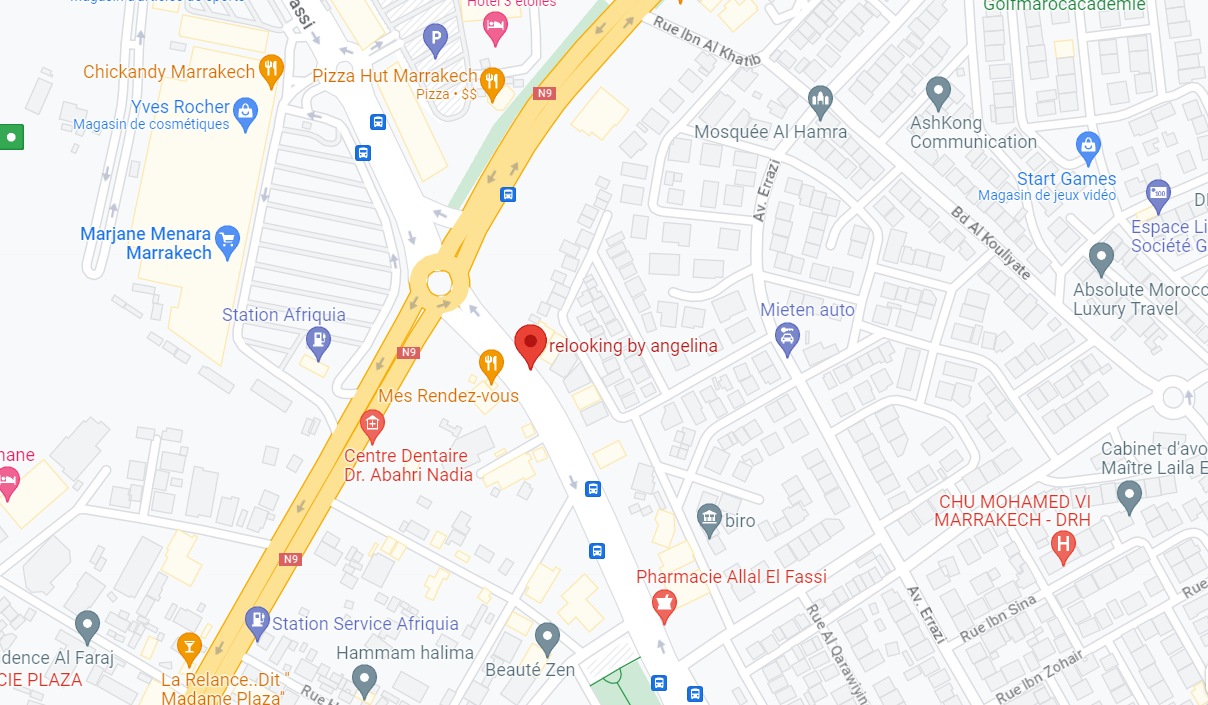 Magasin d'articles de sports
Hôtel 3 étoiles
Golfmarocacadémie
Fassi
Rue Ibn Al Khatib
Chickandy Marrakech
P
Pizza Hut Marrakech
Pizza • $$
N9
Yves Rocher
Magasin de cosmétiques
Mosquée Al Hamra
AshKong
Communication
Start Games
Magasin de jeux vidéo
Av. Errazi
Bd Al Kouliyate
Espace Li
Société G
Marjane Menara
Marrakech
Absolute Moroco
Luxury Travel
Station Afriquia
Mieten auto
relooking by angelina
N9
Mes Rendez-vous
Centre Dentaire
Dr. Abahri Nadia
Cabinet d'avo
Maître Laila E
CHU MOHAMED VI
MARRAKECH - DRH
H
biro
N9
Pharmacie Allal El Fassi
Av. Errazi
Rue Ibn Sina
Rue
Rue Al Qarawiyin
Station Service Afriquia
Hammam halima
Beauté Zen
Rue Ibn Zohair
dence Al Faraj
CIE PLAZA
La Relance..Dit "
Madame Plaza"
Rue H